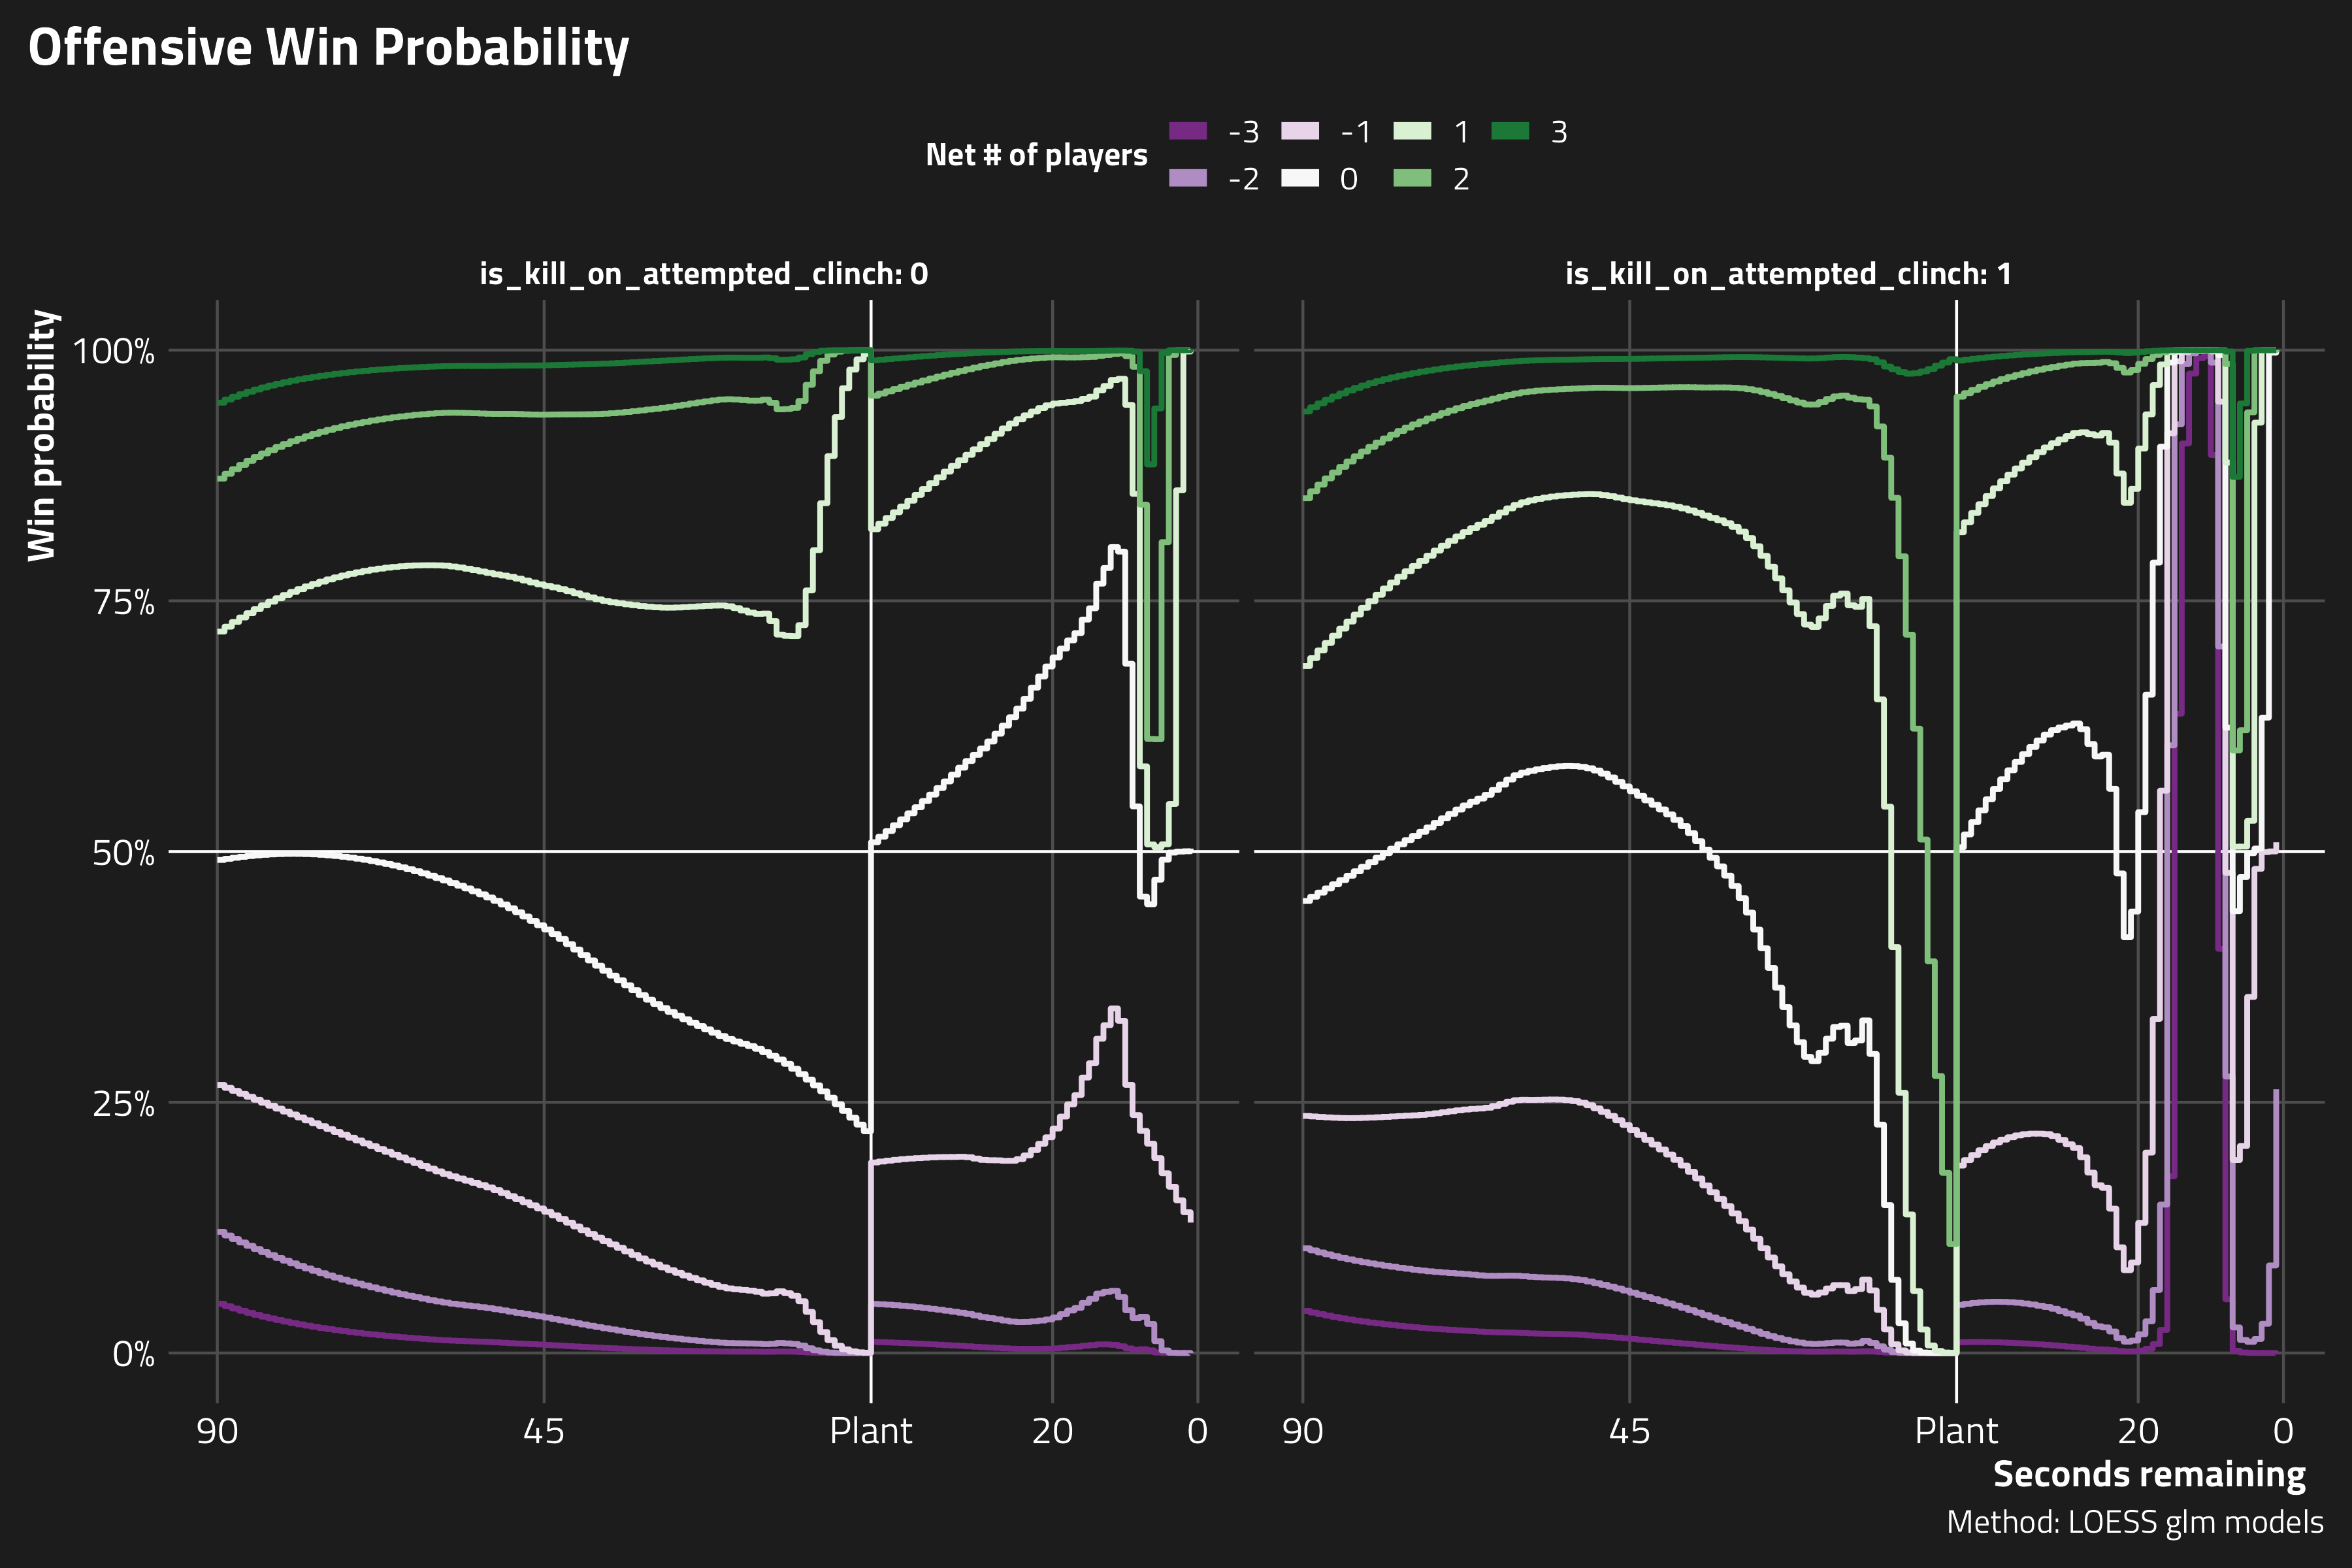 Offensive Win Probability
Net # of players
-3 -1 1 3
-2 0 2
is_kill_on_attempted_clinch: 0
is_kill_on_attempted_clinch: 1
Win probability
100%
75%
50%
25%
0%
90 45 Plant 20 0
90 45 Plant 20 0
Seconds remaining
Method: LOESS glm models